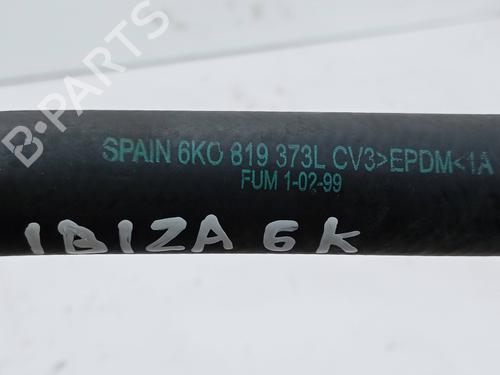 SPAIN 6K0 819 373L CV3>EPDM<1A
FUM 1-02-99
IBIZA 6K
B-PARTS